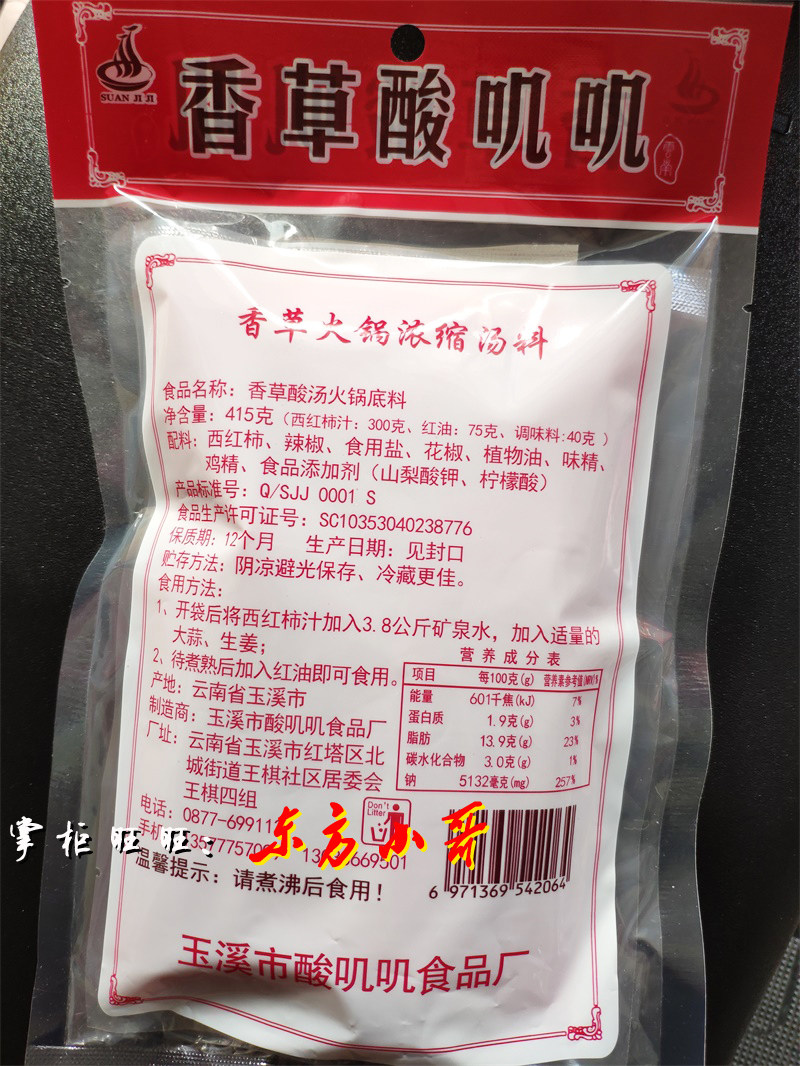 SUAN JI JI
香草酸叽叽
云南
香草火锅浓缩汤料
食品名称：香草酸汤火锅底料
净含量：415克（西红柿汁：300克、红油：75克、调味料:40克）
配料：西红柿、辣椒、食用盐、花椒、植物油、味精、
鸡精、食品添加剂（山梨酸钾、柠檬酸）
产品标准号：Q/SJJ 0001 S
食品生产许可证号：SC10353040238776
保质期：12个月 生产日期：见封口
贮存方法：阴凉避光保存、冷藏更佳。
食用方法：
1、开袋后将西红柿汁加入3.8公斤矿泉水，加入适量的
大蒜、生姜；
2、待煮熟后加入红油即可食用。
营养成分表
项目 每100克(g) 营养素参考值(NRV)%
能量 601千焦(kJ) 7%
蛋白质 1.9克(g) 3%
脂肪 13.9克(g) 23%
碳水化合物 3.0克(g) 1%
钠 5132毫克(mg) 257%
产地：云南省玉溪市
制造商：玉溪市酸叽叽食品厂
厂址：云南省玉溪市红塔区北
城街道王棋社区居委会
王棋四组
Don't
Litter
电话：0877-699111
手机
掌柜旺旺：东方小哥
温馨提示：请煮沸后食用！
6 971369 542064
玉溪市酸叽叽食品厂